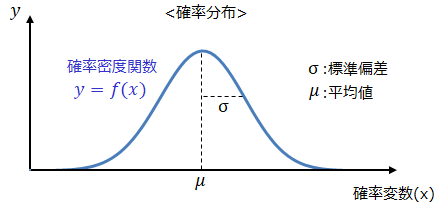 <確率分布>
y
確率密度関数
y = f(x)
σ :標準偏差
μ :平均値
σ
μ
確率変数(x)